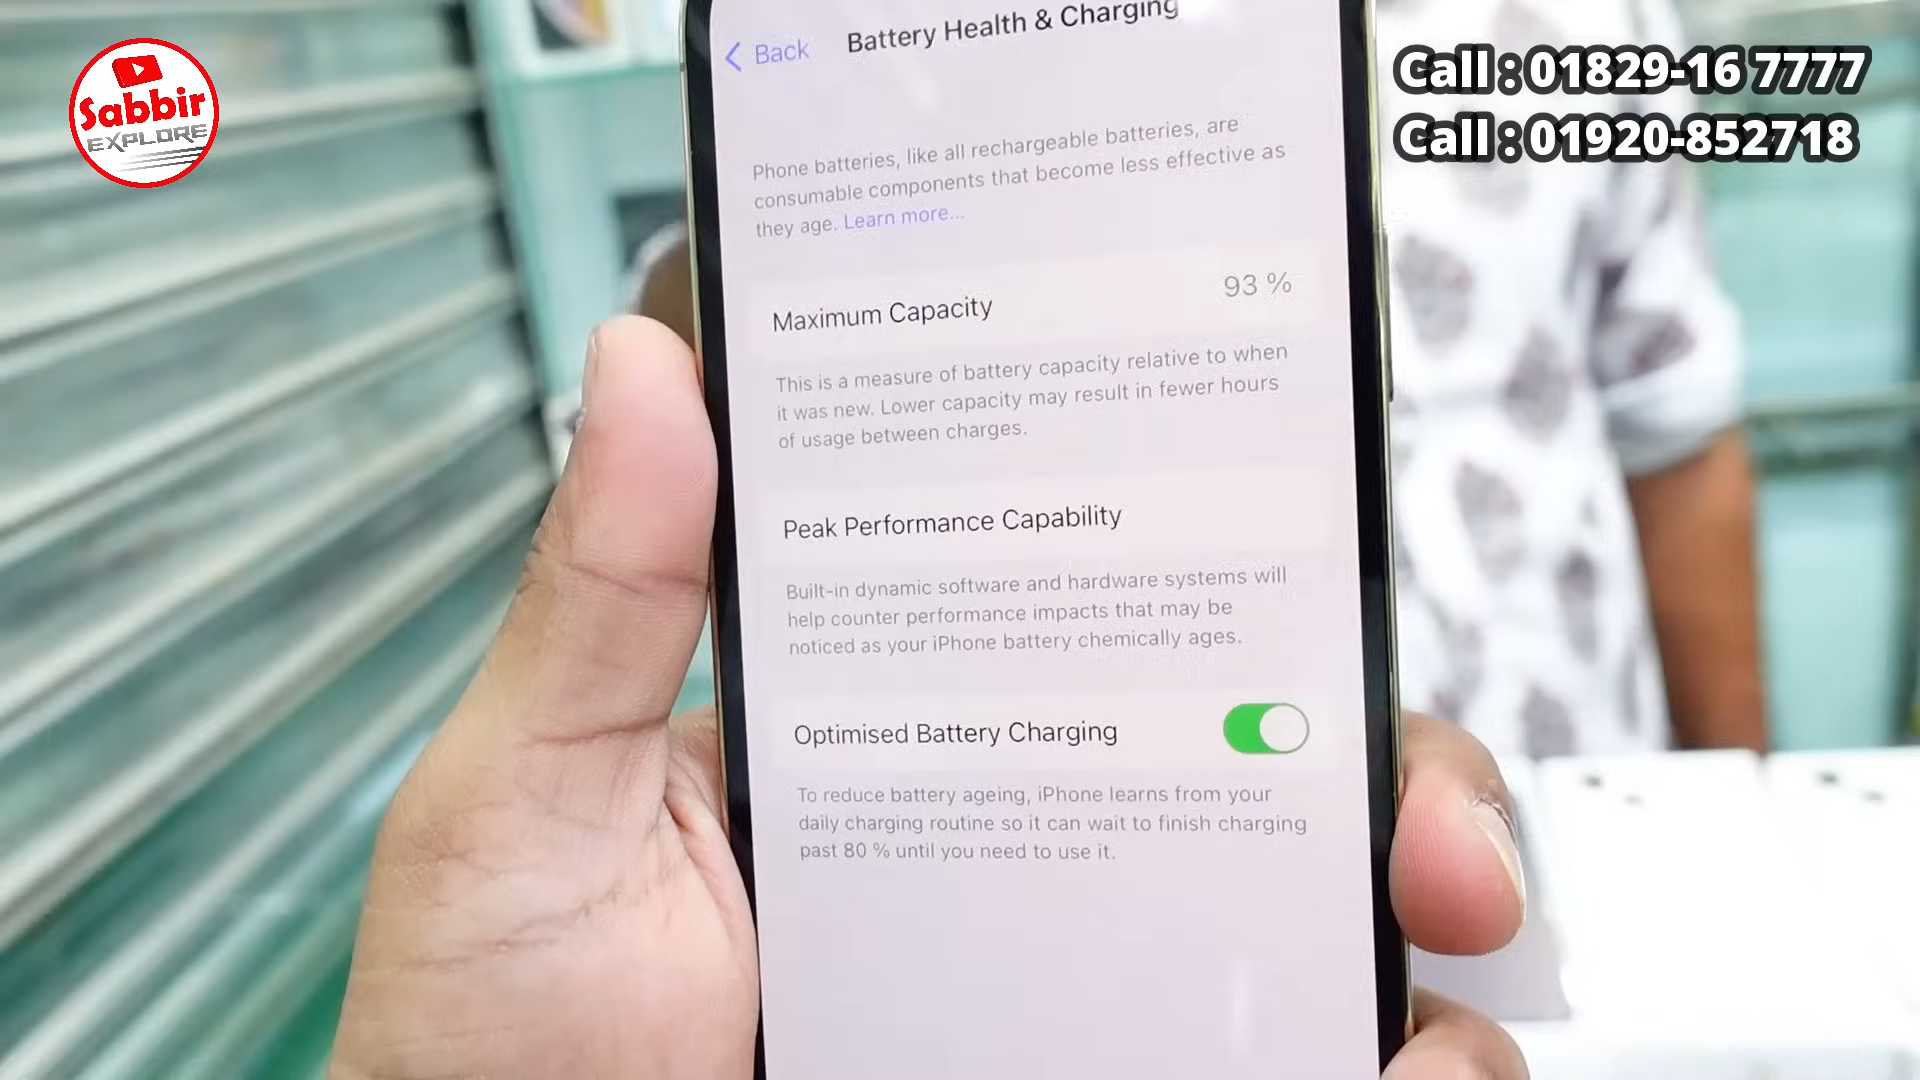 Sabbir
EXPLORE
Call : 01829-16 7777
Call : 01920-852718
Back
Battery Health & Charging
Phone batteries, like all rechargeable batteries, are
consumable components that become less effective as
they age. Learn more...
Maximum Capacity
93 %
This is a measure of battery capacity relative to when
it was new. Lower capacity may result in fewer hours
of usage between charges.
Peak Performance Capability
Built-in dynamic software and hardware systems will
help counter performance impacts that may be
noticed as your iPhone battery chemically ages.
Optimised Battery Charging
To reduce battery ageing, iPhone learns from your
daily charging routine so it can wait to finish charging
past 80 % until you need to use it.